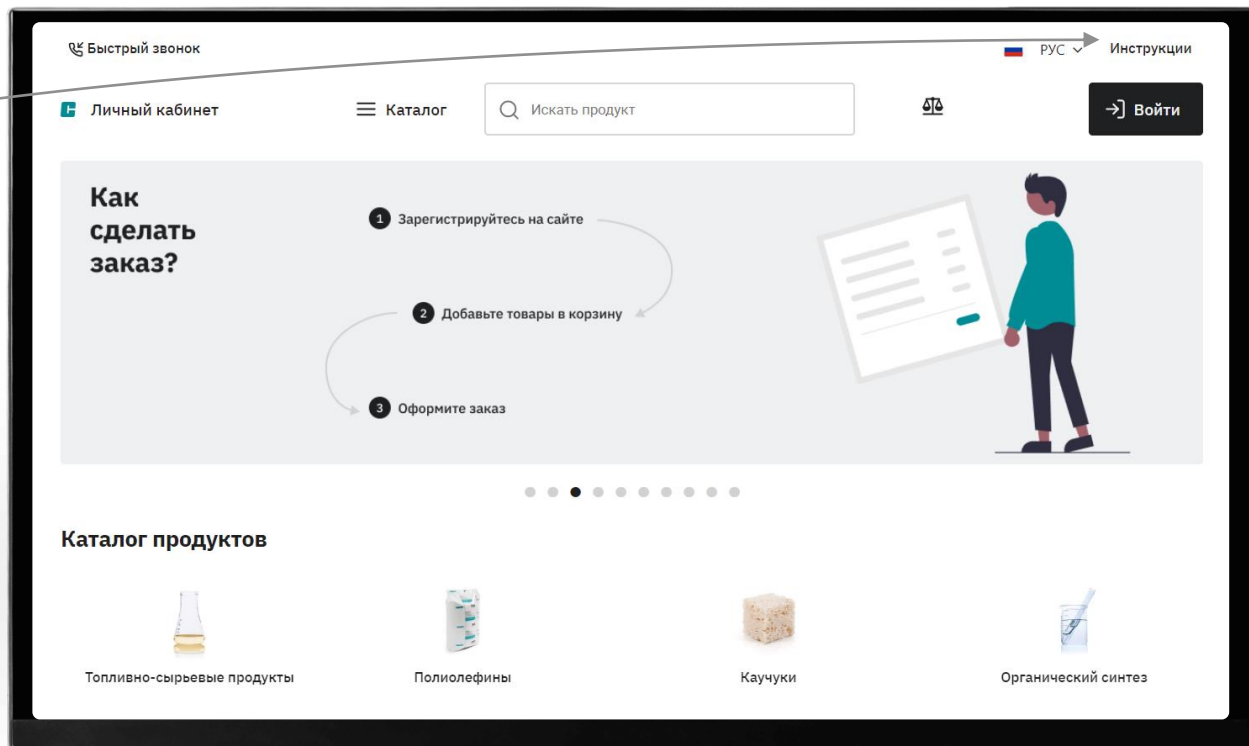 Быстрый звонок
РУС
Инструкции
Личный кабинет
Каталог
Искать продукт
Войти
Как
сделать
заказ?
1 Зарегистрируйтесь на сайте
2 Добавьте товары в корзину
3 Оформите заказ
Каталог продуктов
Топливно-сырьевые продукты
Полиолефины
Каучуки
Органический синтез